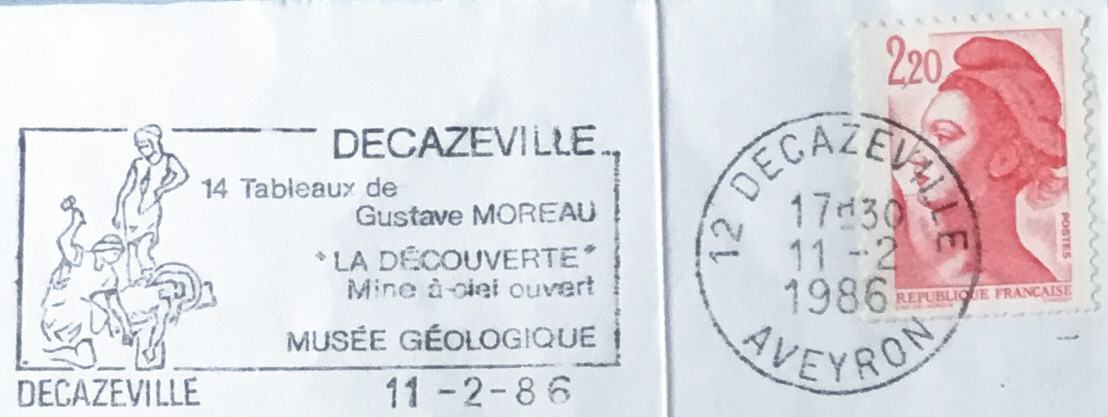 DECAZEVILLE
14 Tableaux de
Gustave MOREAU
"LA DÉCOUVERTE"
Mine à ciel ouvert
MUSÉE GÉOLOGIQUE
DECAZEVILLE
11-2-86
12 DECAZEVILLE
17H30
11-2
1986
AVEYRON
2,20
POSTES
REPUBLIQUE FRANÇAISE